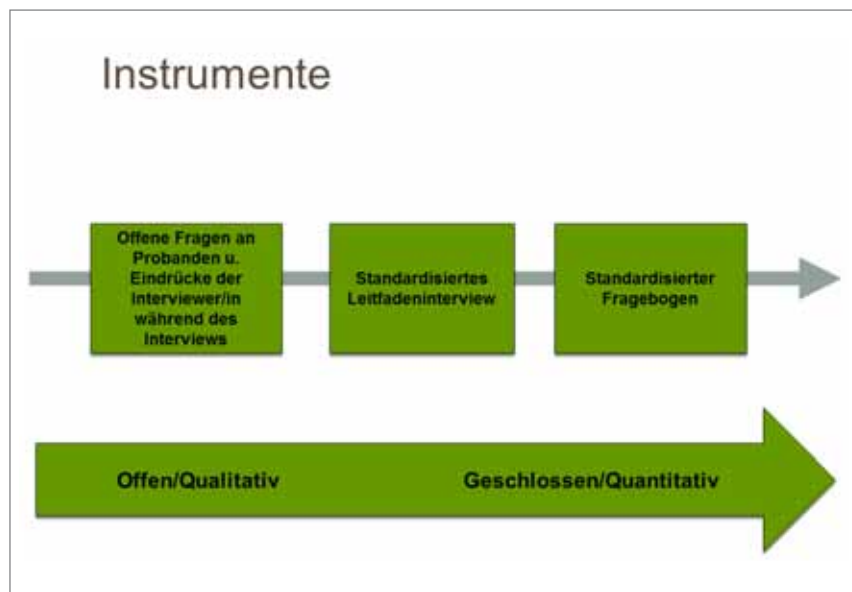 Instrumente
Offene Fragen an
Probanden u.
Eindrücke der
Interviewer/in
während des
Interviews
Standardisiertes
Leitfadeninterview
Standardisierter
Fragebogen
Offen/Qualitativ
Geschlossen/Quantitativ